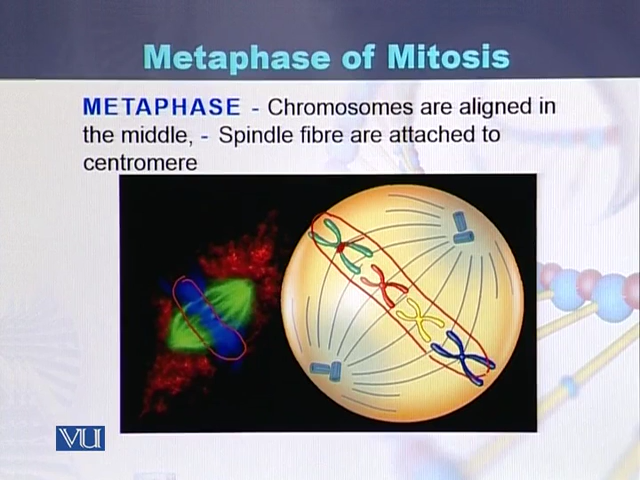 Metaphase of Mitosis
METAPHASE - Chromosomes are aligned in
the middle, - Spindle fibre are attached to
centromere
VU